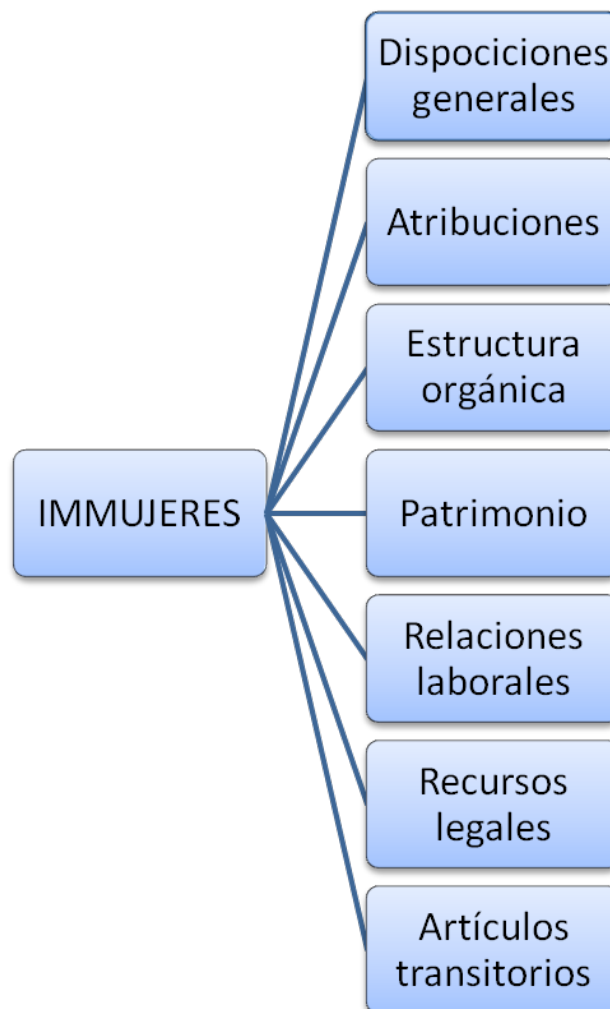 Dispociciones
generales
Atribuciones
Estructura
orgánica
IMMUJERES
Patrimonio
Relaciones
laborales
Recursos
legales
Artículos
transitorios